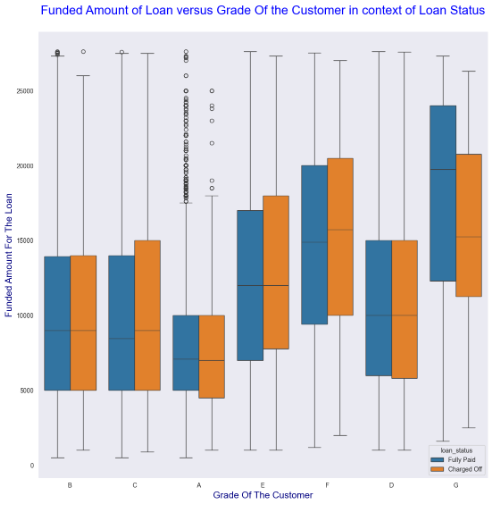 Funded Amount of Loan versus Grade Of the Customer in context of Loan Status
Funded Amount For The Loan
25000
20000
15000
10000
5000
0
B C A E F D G
Grade Of The Customer
loan_status
Fully Paid
Charged Off